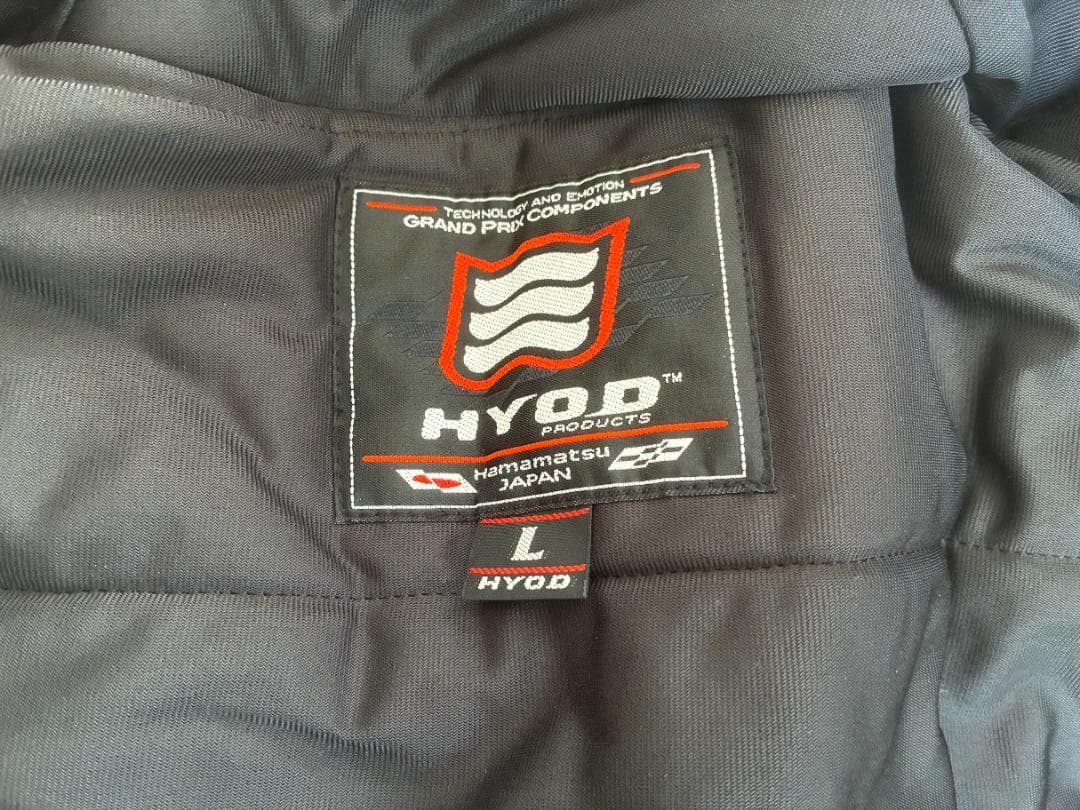 TECHNOLOGY AND EMOTION
GRAND PRIX COMPONENTS
HYOD™
PRODUCTS
Hamamatsu
JAPAN
L
HYOD